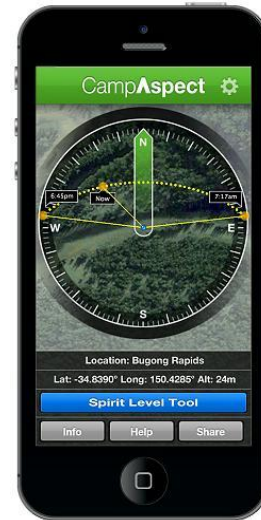 CampAspect
N
6:45pm
Now
7:17am
W
E
S
Location: Bugong Rapids
Lat: -34.8390° Long: 150.4285° Alt: 24m
Spirit Level Tool
Info
Help
Share